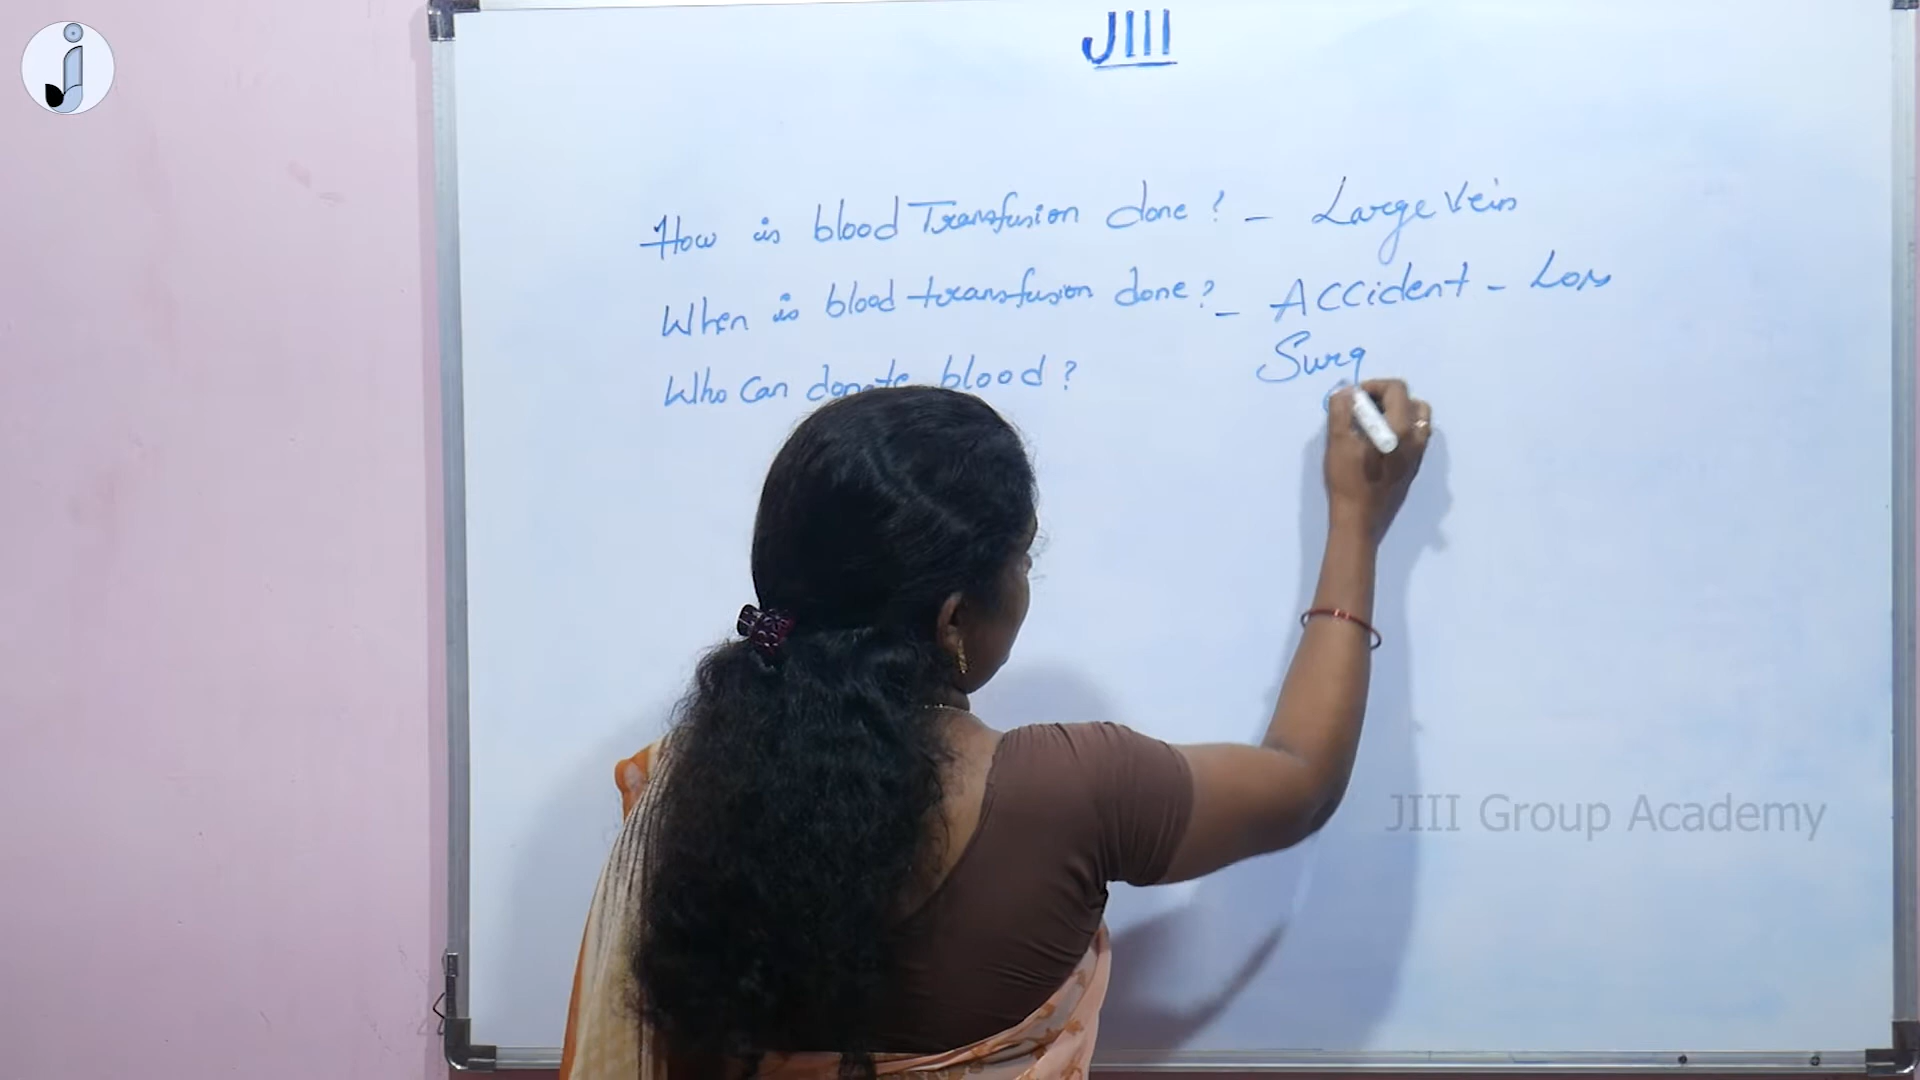 JIII
How is blood Transfusion done? - Large Vein
When is blood transfusion done? - Accident - Loss
Surg
Who can donate blood?
JIII Group Academy